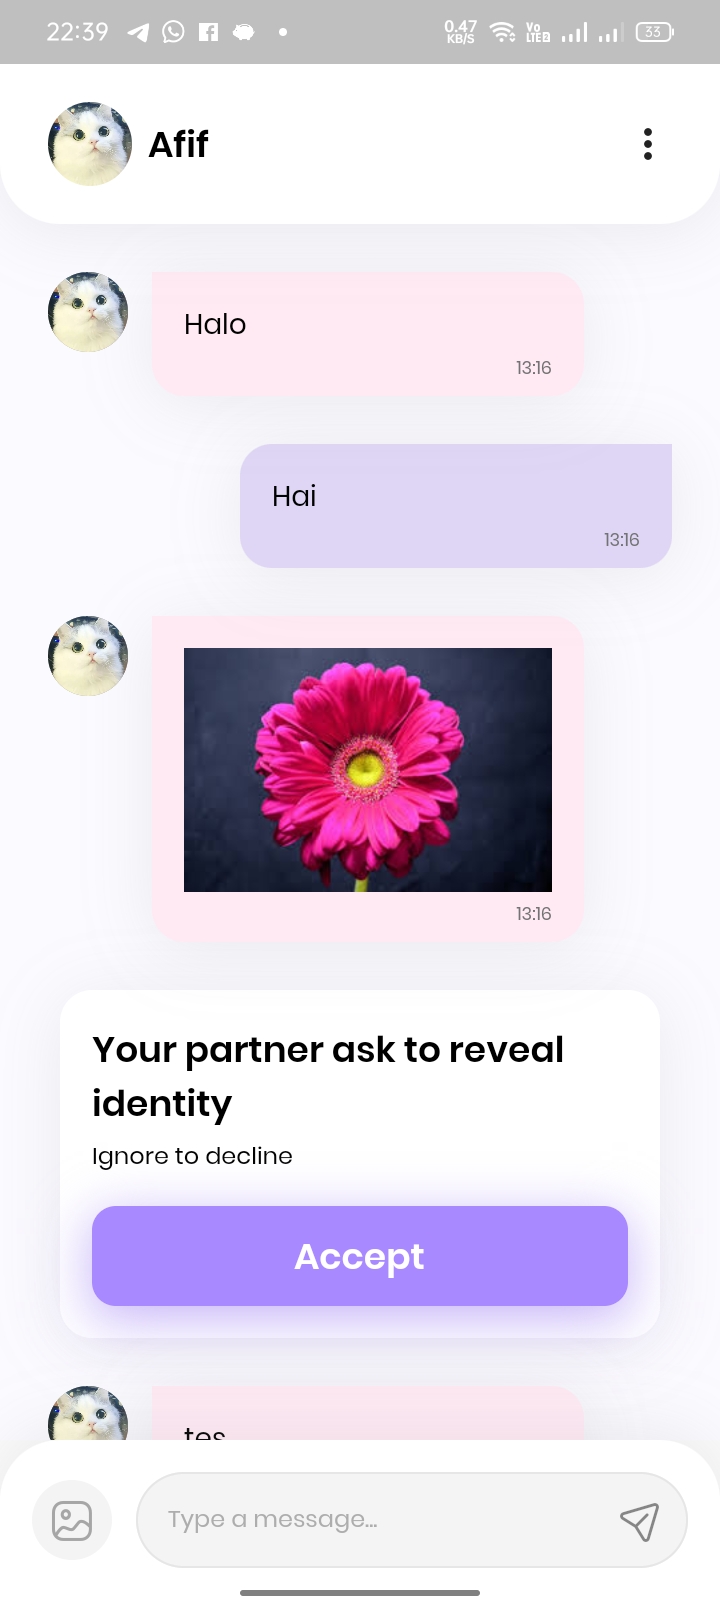 22:39
0.47 KB/S
Vo LTE2
33
Afif
Halo
13:16
Hai
13:16
13:16
Your partner ask to reveal
identity
Ignore to decline
Accept
tes
Type a message...